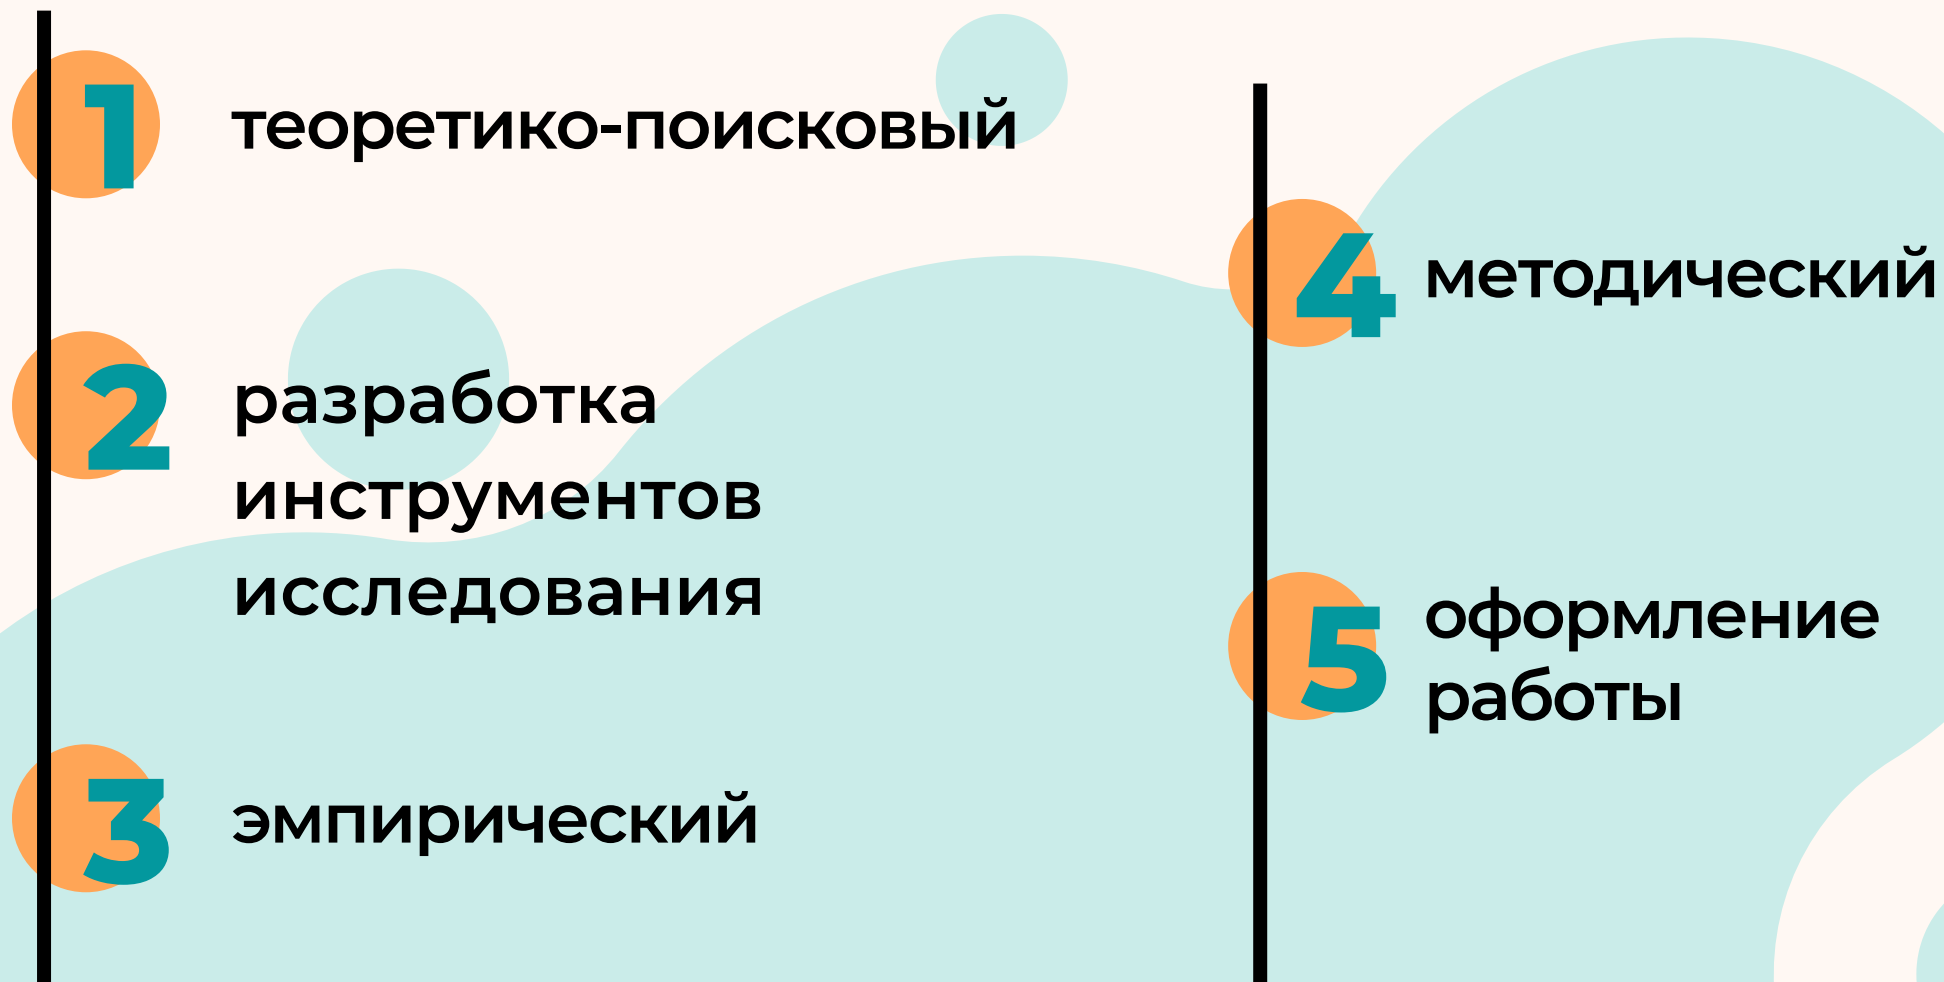 1
теоретико-поисковый
2
разработка
инструментов
исследования
3
эмпирический
4
методический
5
оформление
работы